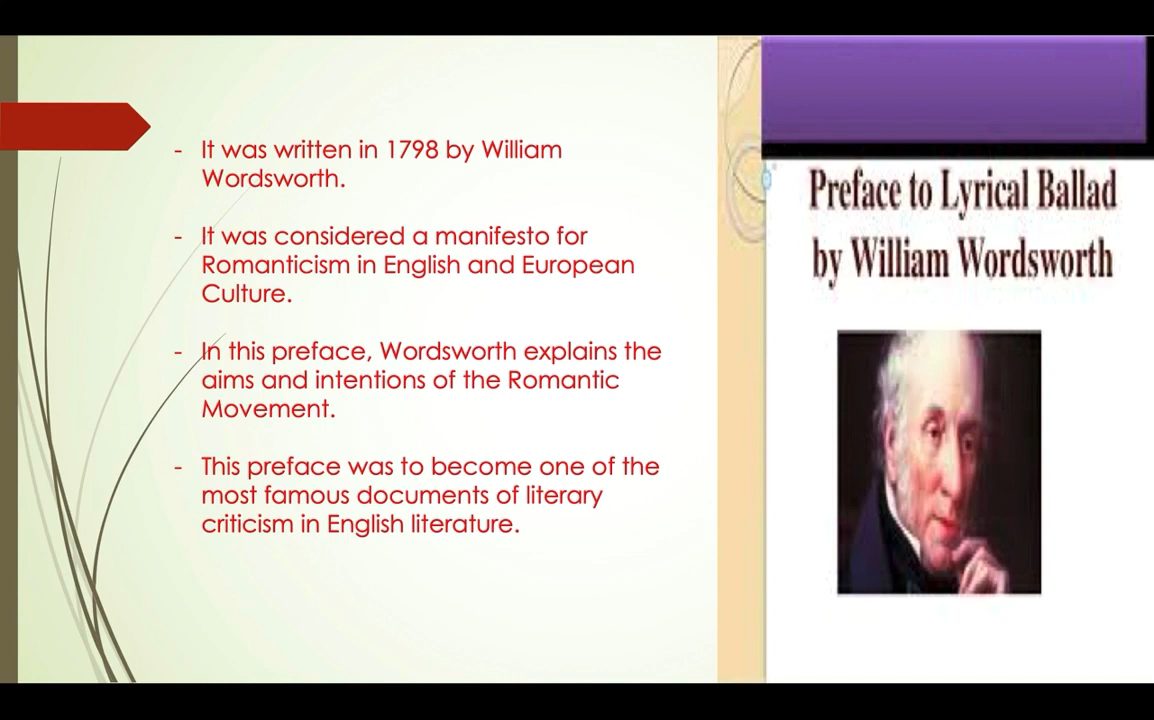 - It was written in 1798 by William
Wordsworth.
- It was considered a manifesto for
Romanticism in English and European
Culture.
- In this preface, Wordsworth explains the
aims and intentions of the Romantic
Movement.
- This preface was to become one of the
most famous documents of literary
criticism in English literature.
Preface to Lyrical Ballad
by William Wordsworth